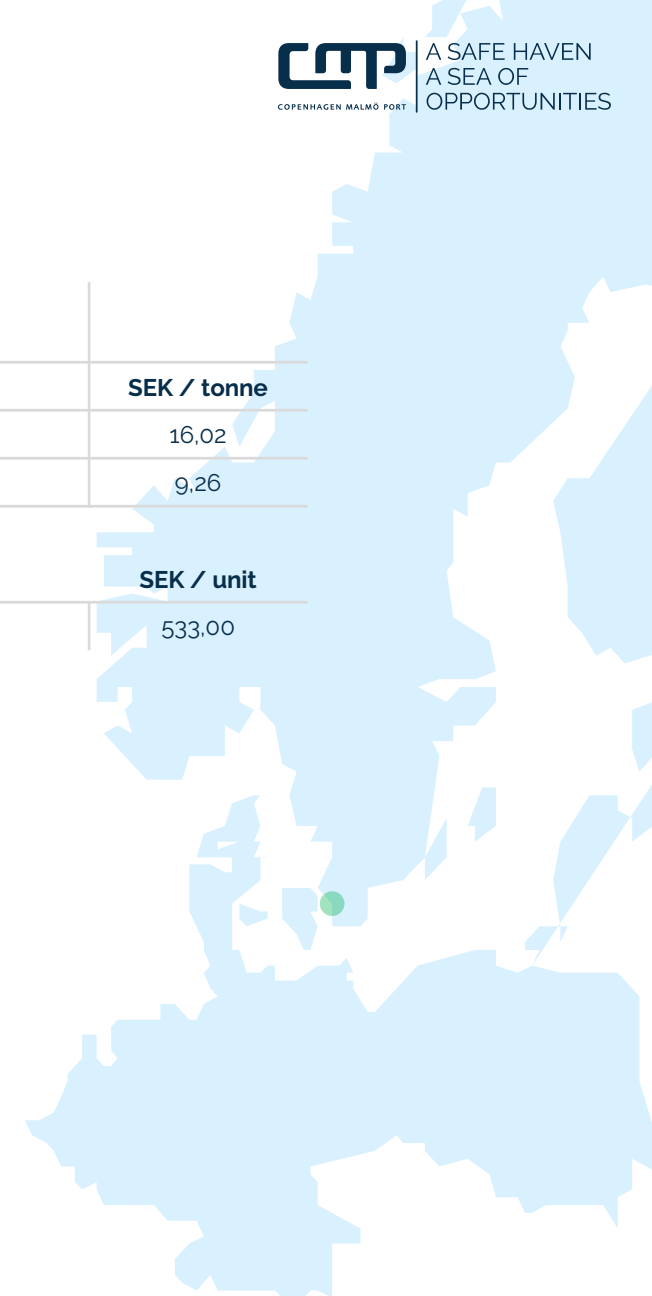 CMP
COPENHAGEN MALMÖ PORT
A SAFE HAVEN
A SEA OF
OPPORTUNITIES
SEK / tonne
16,02
9,26
SEK / unit
533,00